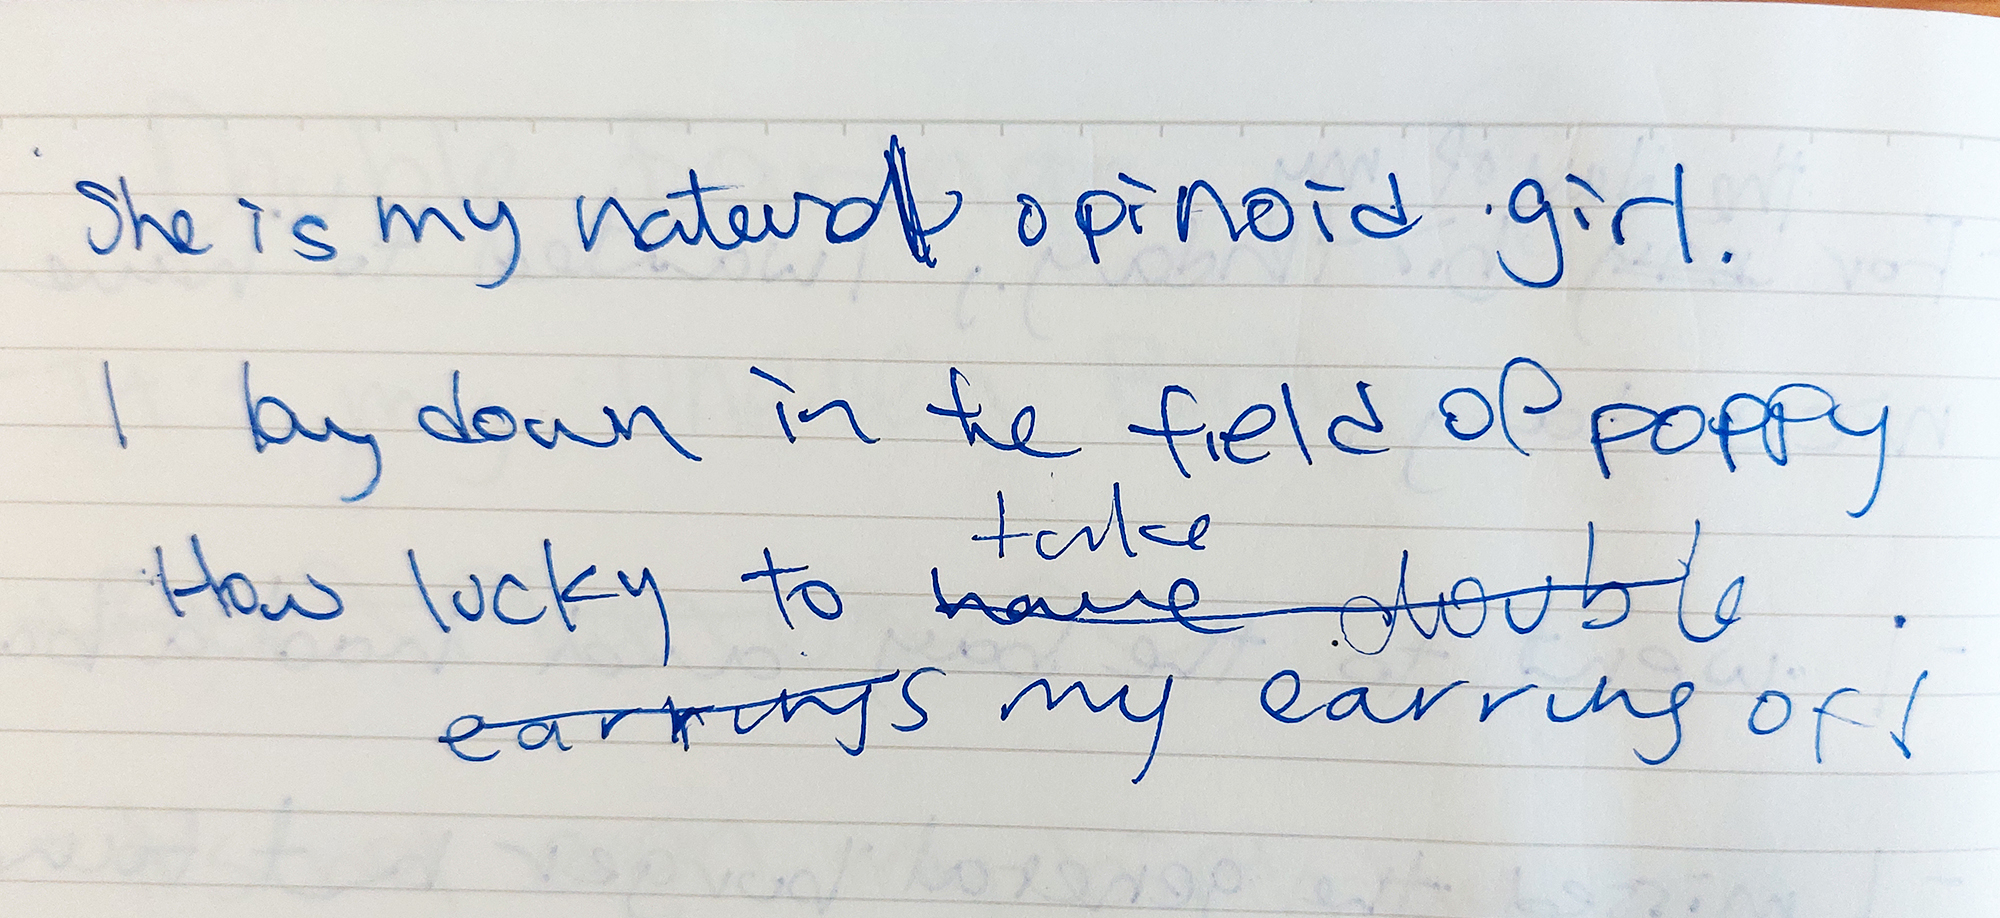 She is my naterol opinoid girl.
I lay down in the field of poppy
take
How lucky to have double.
earrings my earring off